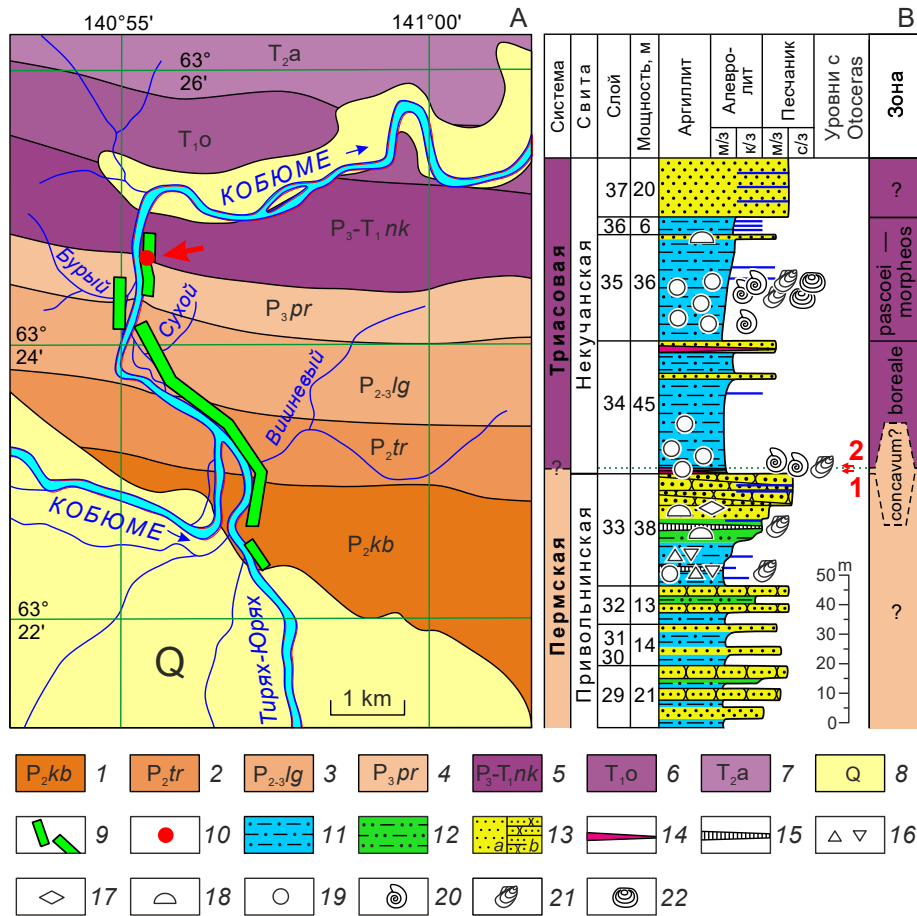 140°55'
141°00'
А
В
63°
26'
T₂a
T₁o
КОБЮМЕ
P₃-T₁nk
Бурый
Сухой
P₃pr
63°
24'
Вишневый
P₂₋₃lg
P₂tr
КОБЮМЕ
P₂kb
63°
22'
Тирях-Юрях
Q
1 km
Система
Свита
Слой
Мощность, м
Аргиллит
Алевролит
м/з
к/з
Песчаник
м/з
с/з
Уровни с Otoceras
Зона
Триасовая
?
Пермская
Некучанская
Привольнинская
37 20
36 6
35 36
34 45
33 38
32 13
31
30 14
29 21
2
1
?
pascoei — morpheos
boreale
concavum?
?
50 m
40
30
20
10
0
P₂kb 1
P₂tr 2
P₂₋₃lg 3
P₃pr 4
P₃-T₁nk 5
T₁o 6
T₂a 7
Q 8
9
10
11
12
a b 13
14
15
16
17
18
19
20
21
22